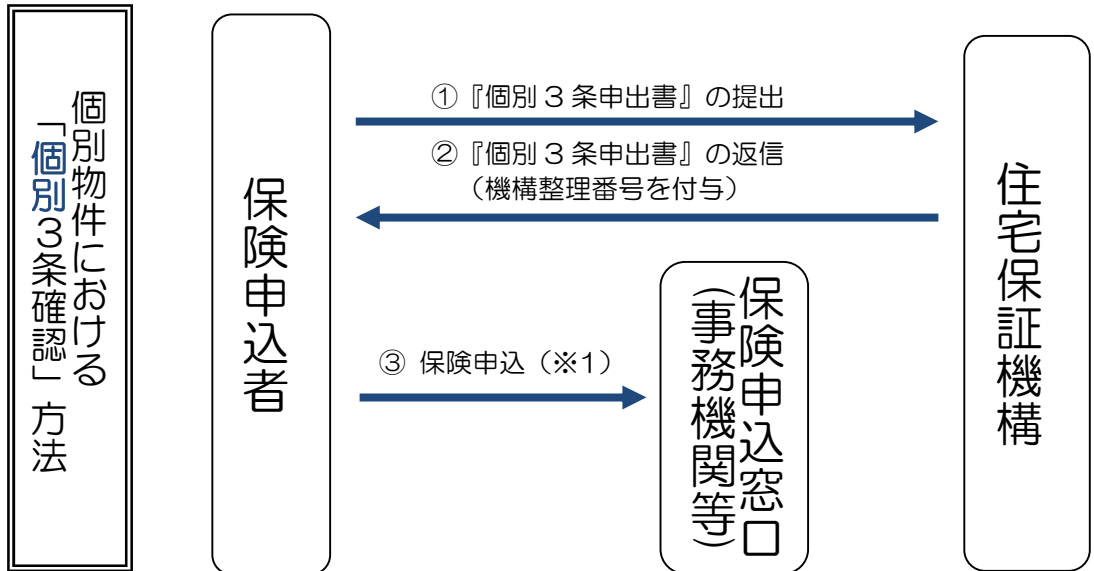 個別物件における
「個別３条確認」方法
保険申込者
①『個別３条申出書』の提出
②『個別３条申出書』の返信
（機構整理番号を付与）
③ 保険申込（※1）
保険申込窓口
（事務機関等）
住宅保証機構